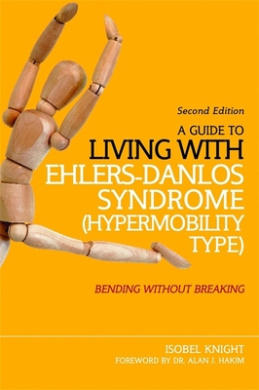 Second Edition
A GUIDE TO
LIVING WITH
EHLERS-DANLOS
SYNDROME
(HYPERMOBILITY
TYPE)
BENDING WITHOUT BREAKING
ISOBEL KNIGHT
FOREWORD BY DR. ALAN J. HAKIM